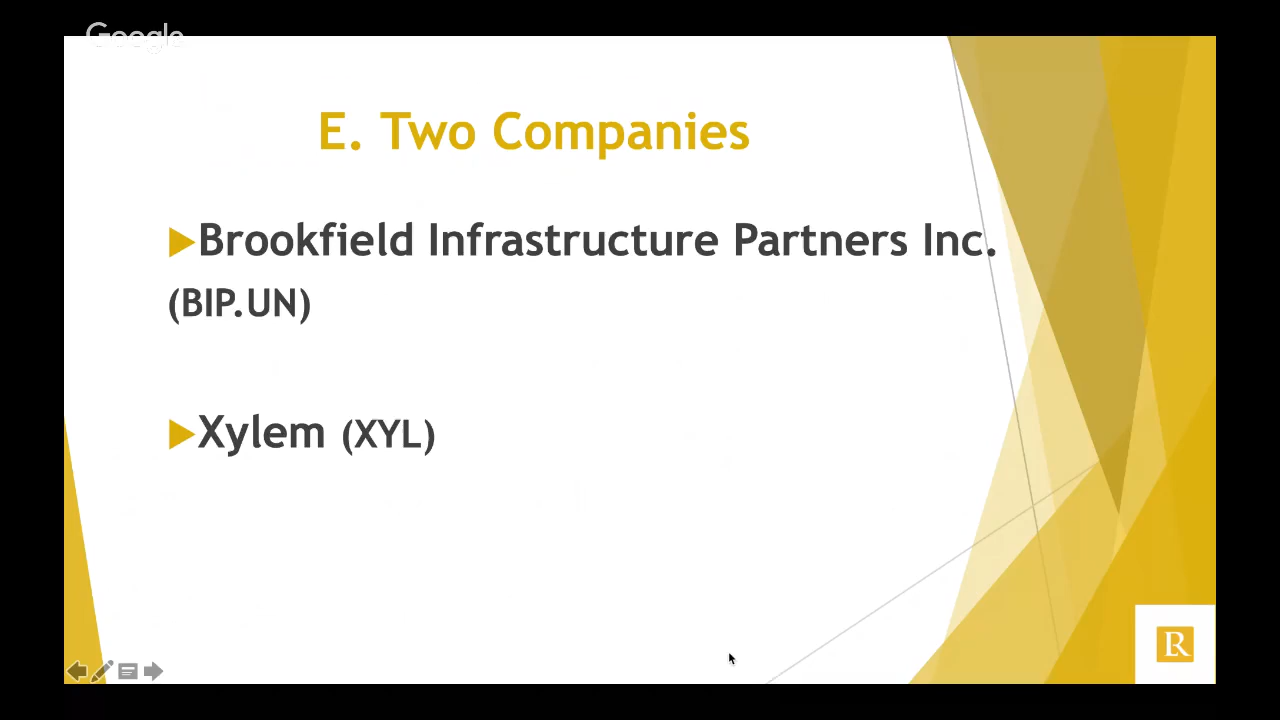 Google
E. Two Companies
Brookfield Infrastructure Partners Inc.
(BIP.UN)
Xylem (XYL)
R